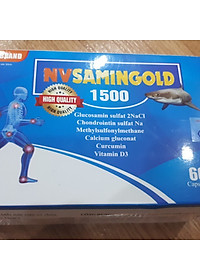 NVSAMINGOLD
HIGH QUALITY
1500
Glucosamin sulfat 2NaCl
Chondrointin sulfat Na
Methylsulfonylmethane
Calcium gluconat
Curcumin
Vitamin D3